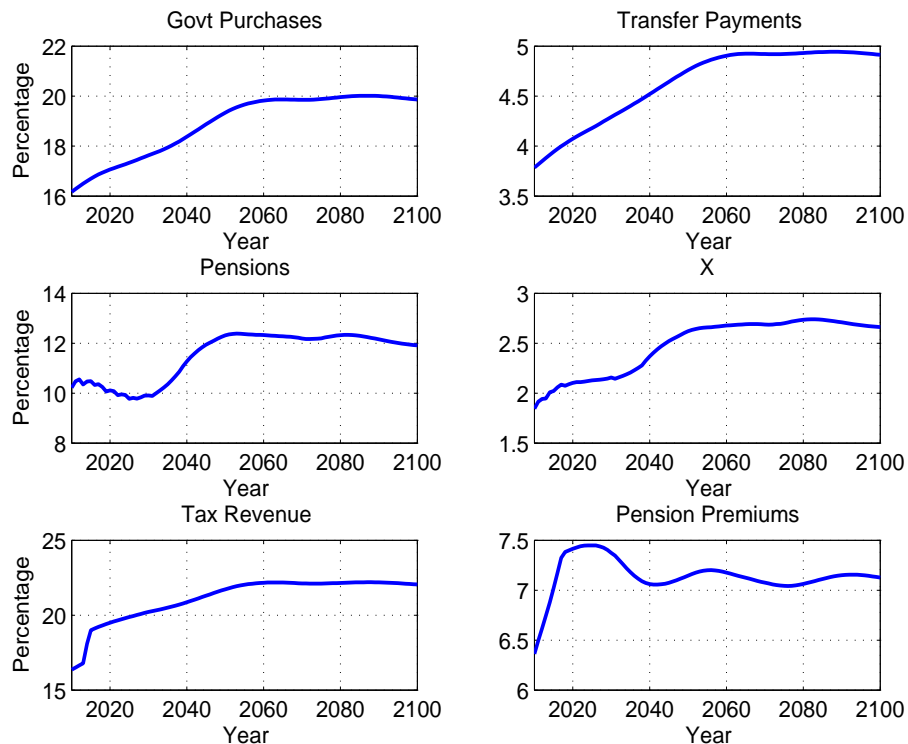 Govt Purchases
Percentage
22
20
18
16
2020 2040 2060 2080 2100
Year
Transfer Payments
5
4.5
4
3.5
2020 2040 2060 2080 2100
Year
Pensions
Percentage
14
12
10
8
2020 2040 2060 2080 2100
Year
X
3
2.5
2
1.5
2020 2040 2060 2080 2100
Year
Tax Revenue
Percentage
25
20
15
2020 2040 2060 2080 2100
Year
Pension Premiums
7.5
7
6.5
6
2020 2040 2060 2080 2100
Year